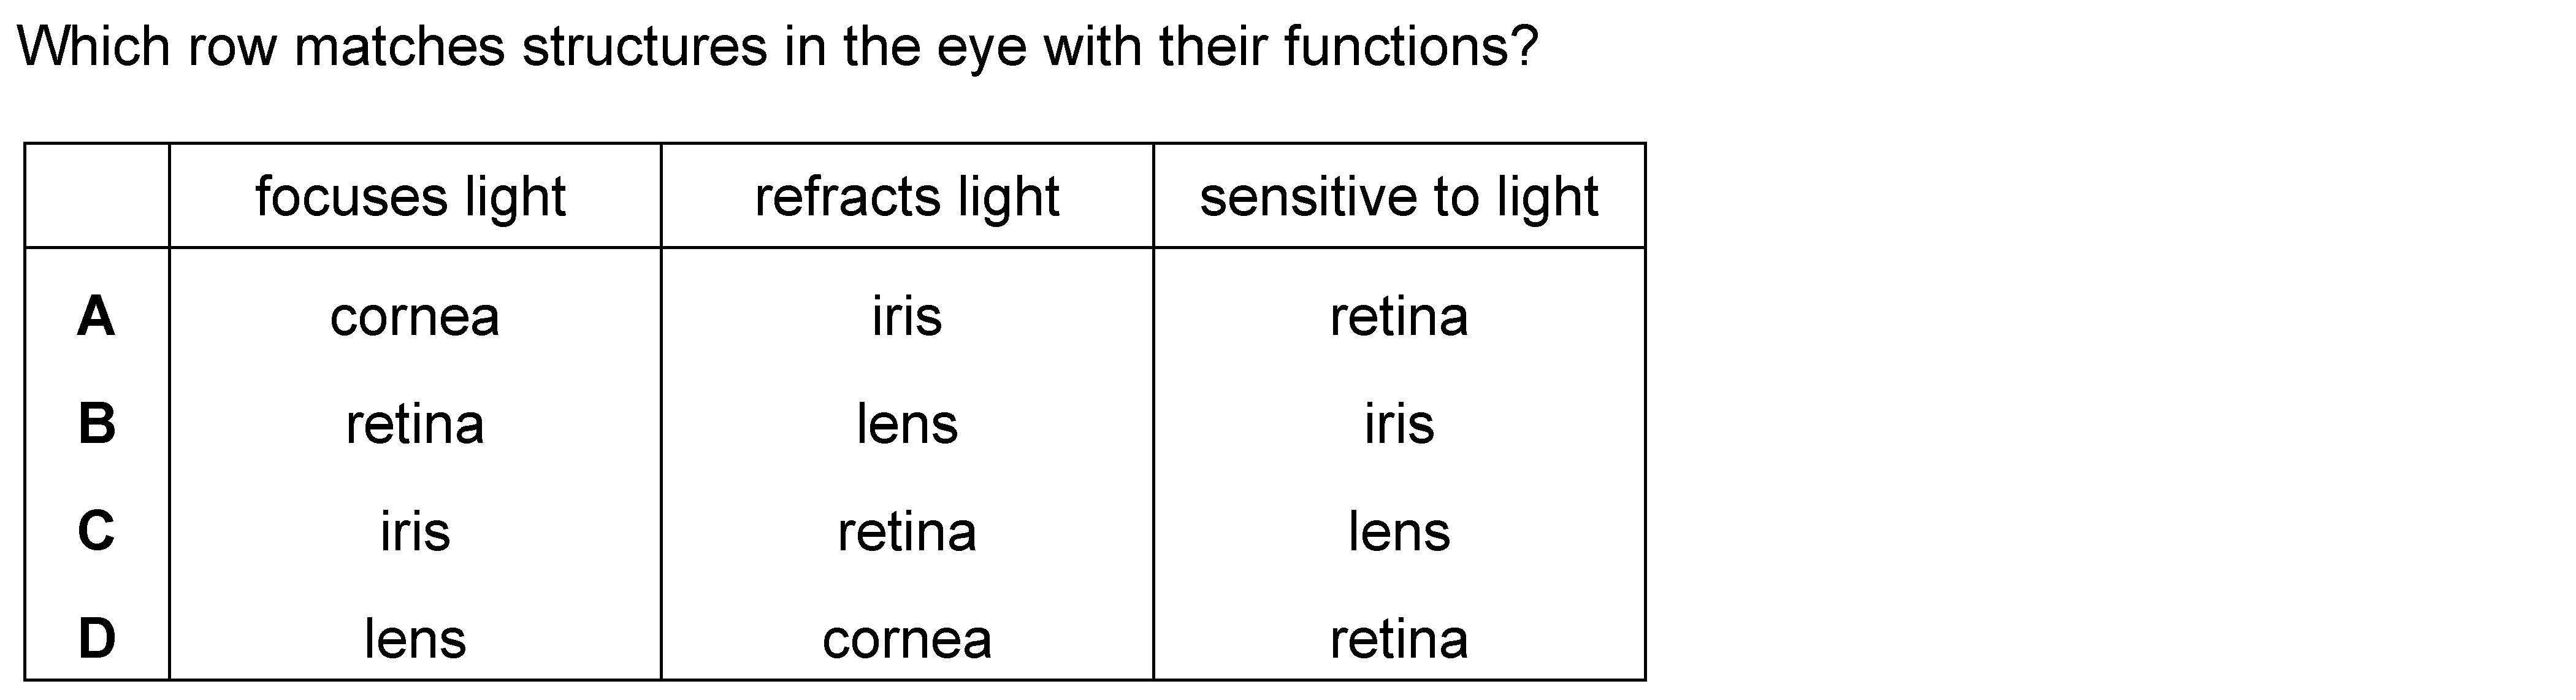 Which row matches structures in the eye with their functions?
focuses light refracts light sensitive to light
A cornea iris retina
B retina lens iris
C iris retina lens
D lens cornea retina